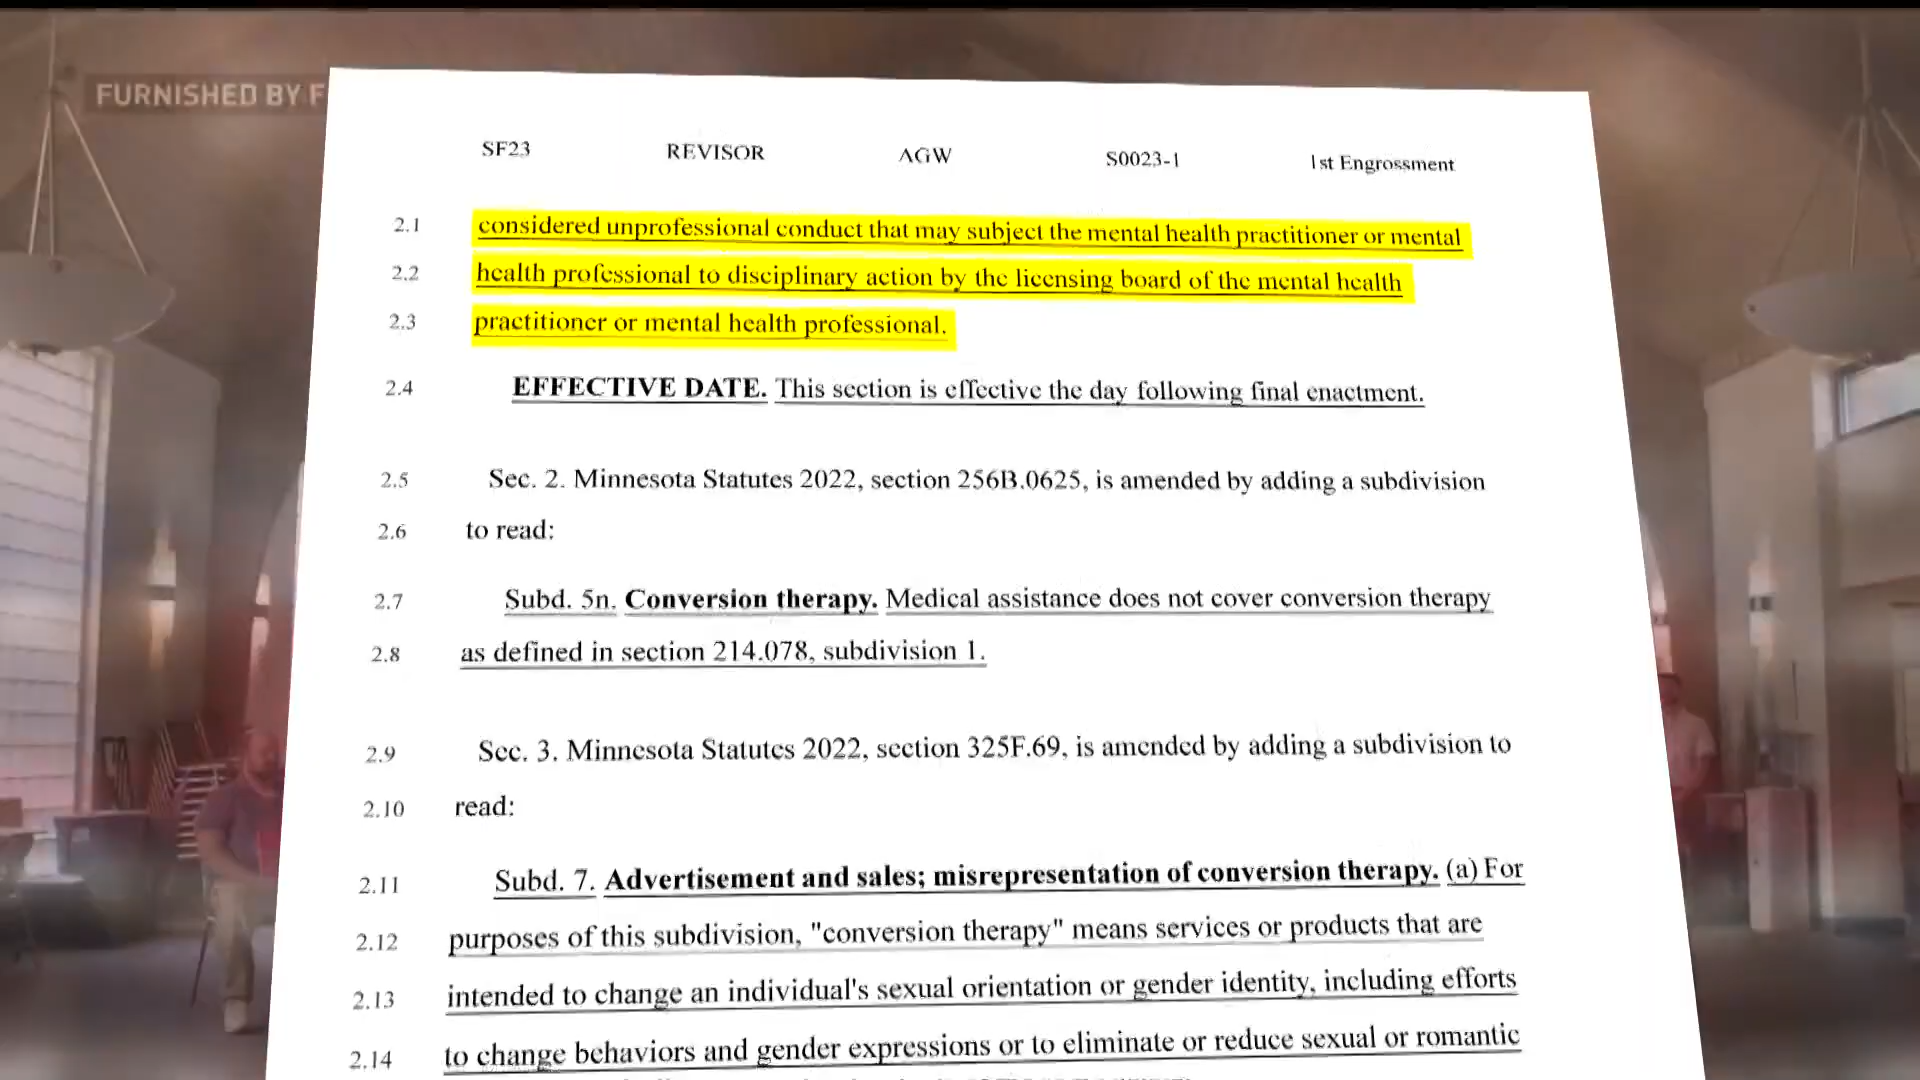 FURNISHED BY F
SF23 REVISOR AGW S0023-1 1st Engrossment
2.1 considered unprofessional conduct that may subject the mental health practitioner or mental
2.2 health professional to disciplinary action by the licensing board of the mental health
2.3 practitioner or mental health professional.
2.4 EFFECTIVE DATE. This section is effective the day following final enactment.
2.5 Sec. 2. Minnesota Statutes 2022, section 256B.0625, is amended by adding a subdivision
2.6 to read:
2.7 Subd. 5n. Conversion therapy. Medical assistance does not cover conversion therapy
2.8 as defined in section 214.078, subdivision 1.
2.9 Sec. 3. Minnesota Statutes 2022, section 325F.69, is amended by adding a subdivision to
2.10 read:
2.11 Subd. 7. Advertisement and sales; misrepresentation of conversion therapy. (a) For
2.12 purposes of this subdivision, "conversion therapy" means services or products that are
2.13 intended to change an individual's sexual orientation or gender identity, including efforts
2.14 to change behaviors and gender expressions or to eliminate or reduce sexual or romantic